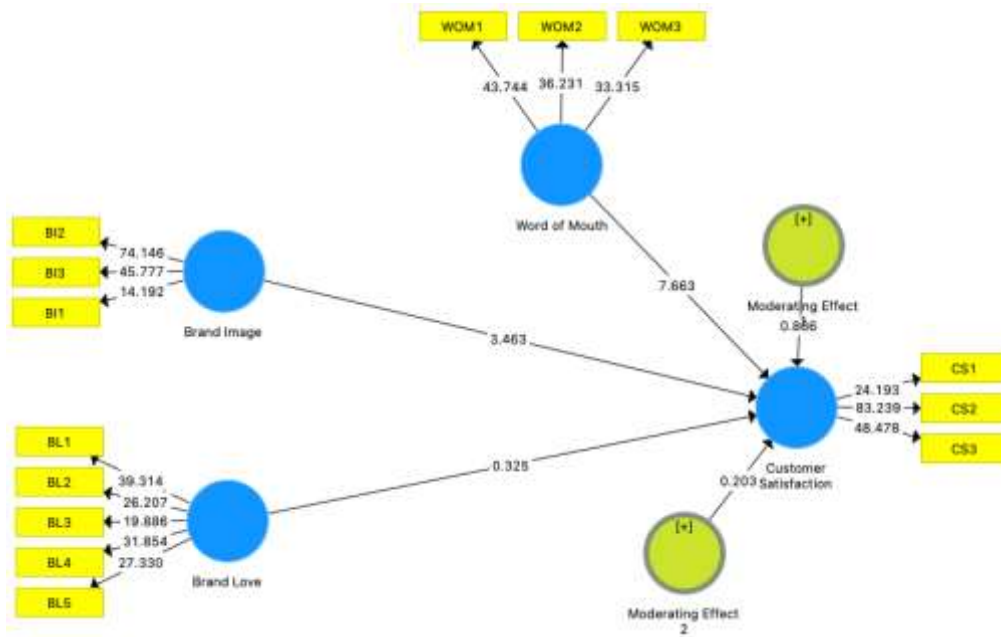 WOM1 WOM2 WOM3
43.744 36.231 33.315
Word of Mouth
[+]
Moderating Effect
BI2
BI3
BI1
74.146
45.777
14.192
Brand Image
7.663
3.463
CS1
CS2
CS3
24.193
83.239
48.478
Customer
Satisfaction
BL1
BL2
BL3
BL4
BL5
39.314
26.207
19.886
31.854
27.330
Brand Love
0.325
0.203
[+]
Moderating Effect
2